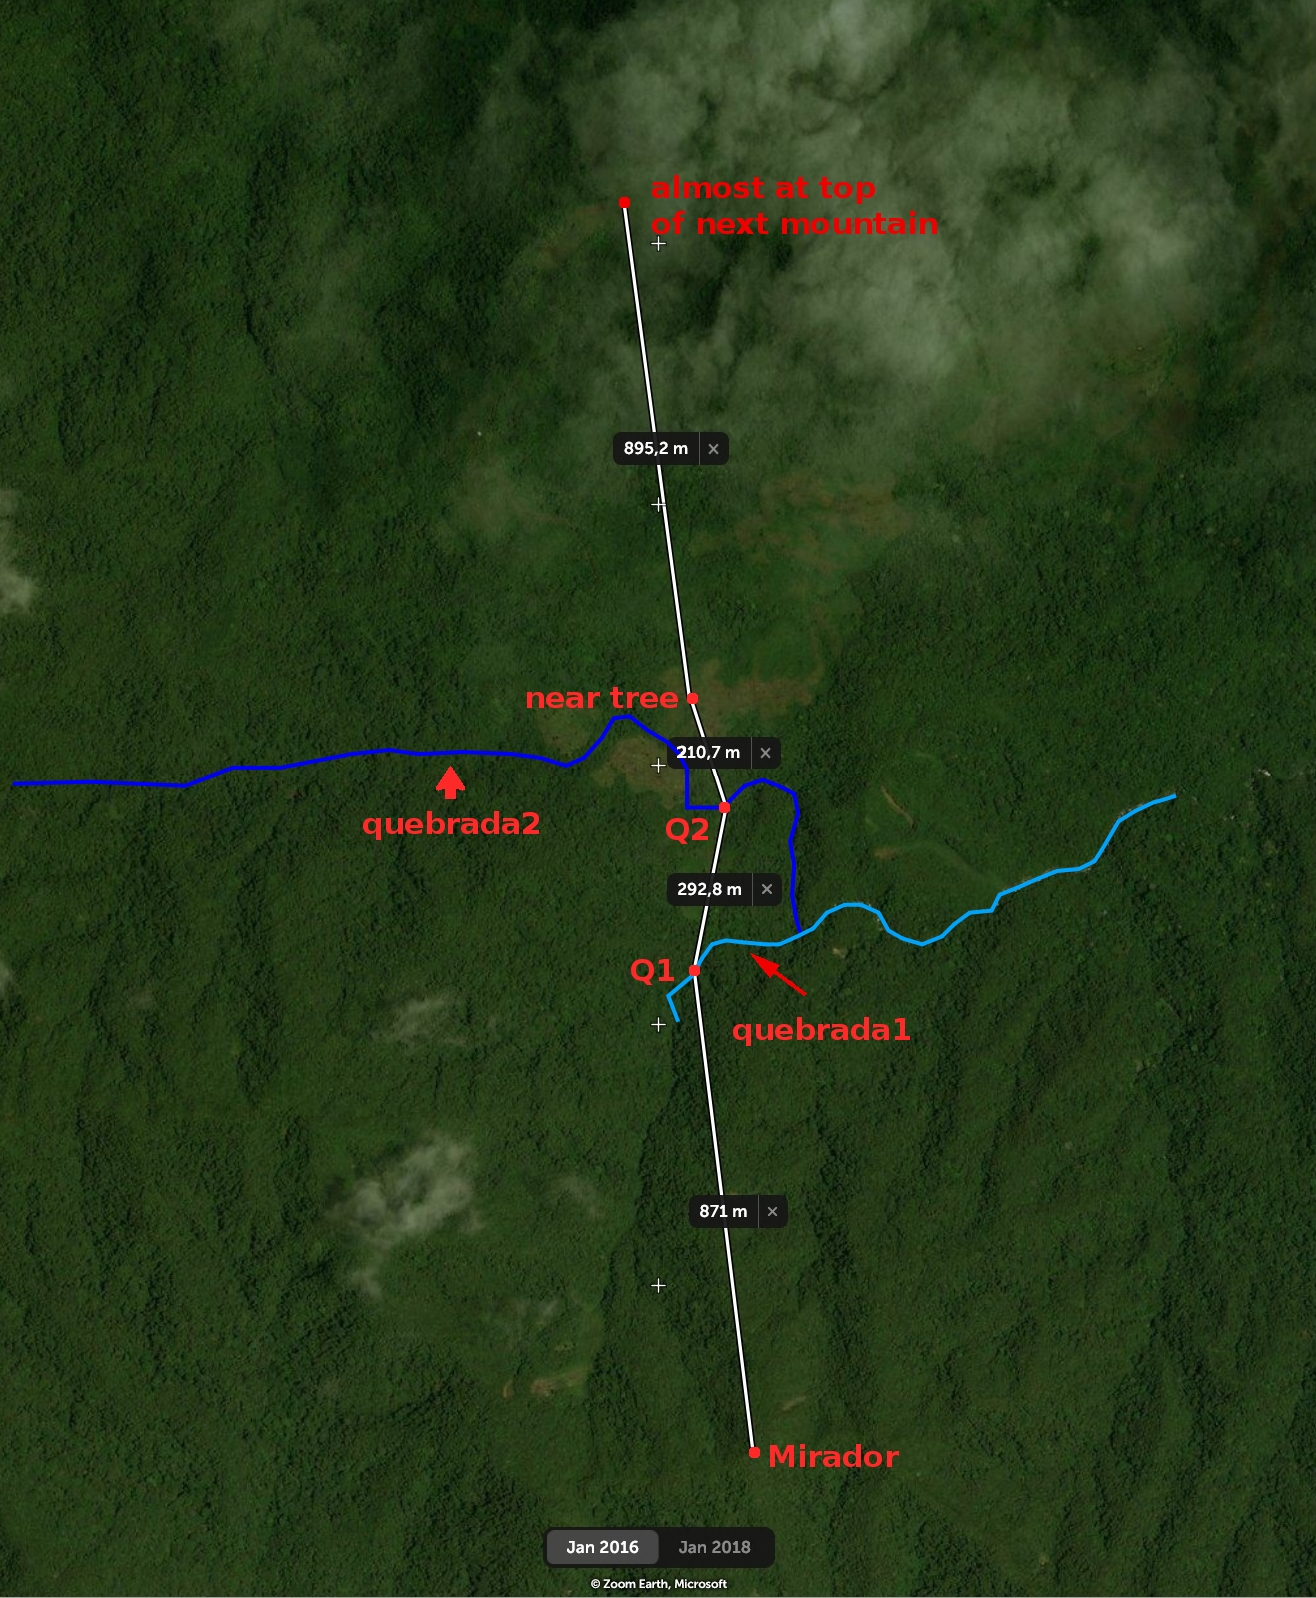 almost at top
of next mountain
895,2 m ×
near tree
210,7 m ×
quebrada2
Q2
292,8 m ×
Q1
quebrada1
871 m ×
Mirador
Jan 2016 Jan 2018
© Zoom Earth, Microsoft